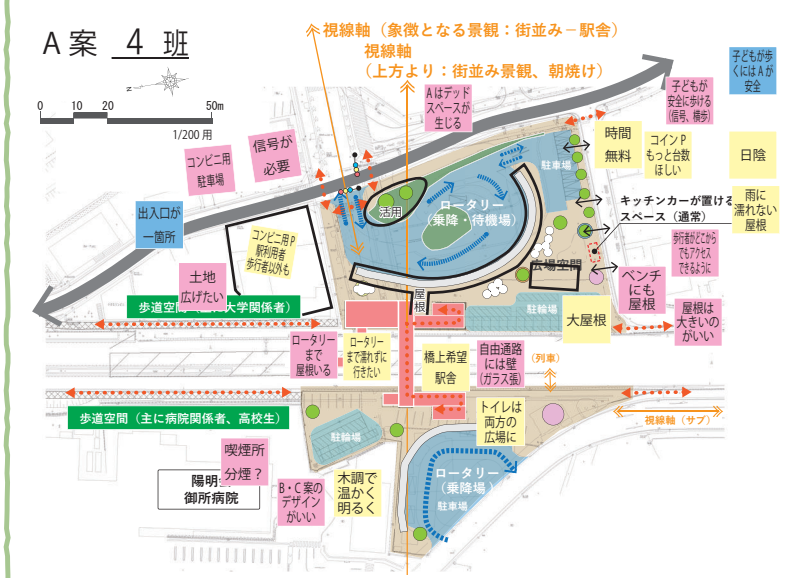 A案 4 班
視線軸（象徴となる景観：街並み－駅舎）
視線軸
（上方より：街並み景観、朝焼け）
子どもが歩
くにはAが
安全
子どもが
安全に歩ける
(信号、横歩)
Aはデッド
スペースが
生じる
0 10 20 50m
1/200 用
信号が
必要
コンビニ用
駐車場
駐車場
時間
無料
コインP
もっと台数
ほしい
日陰
出入口が
一箇所
活用
ロータリー
（乗降・待機場）
キッチンカーが置ける
スペース（通常）
雨に
濡れない
屋根
コンビニ用P
駅利用者
歩行者以外も
歩行者がどこから
でもアクセス
できるように
広場空間
ベンチ
にも
屋根
土地
広げたい
歩道空間
大学関係者）
屋
根
駐輪場
大屋根
屋根は
大きいの
がいい
ロータリー
まで
屋根いる
ロータリー
まで濡れずに
行きたい
橋上希望
駅舎
自由通路
には壁
(ガラス張)
(列車)
歩道空間（主に病院関係者、高校生）
トイレは
両方の
広場に
視線軸（サブ）
駐輪場
喫煙所
分煙？
陽明
御所病院
B・C案の
デザイン
がいい
木調で
温かく
明るく
ロータリー
（乗降場）
駐車場